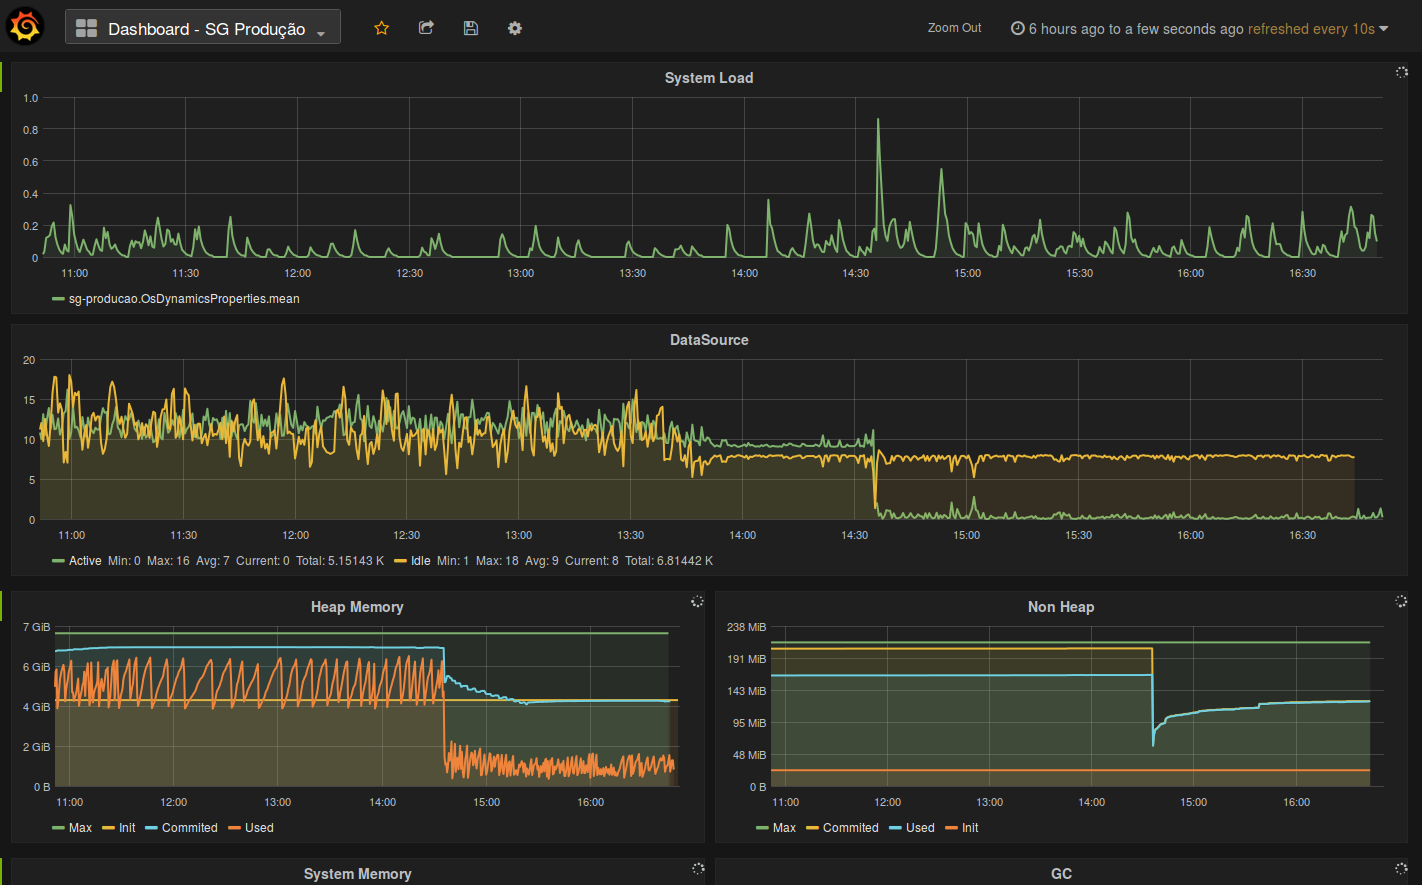 Dashboard - SG Produção
Zoom Out
6 hours ago to a few seconds ago refreshed every 10s
System Load
1.0
0.8
0.6
0.4
0.2
0
11:00 11:30 12:00 12:30 13:00 13:30 14:00 14:30 15:00 15:30 16:00 16:30
sg-producao.OsDynamicsProperties.mean
DataSource
20
15
10
5
0
11:00 11:30 12:00 12:30 13:00 13:30 14:00 14:30 15:00 15:30 16:00 16:30
Active Min: 0 Max: 16 Avg: 7 Current: 0 Total: 5.15143 K Idle Min: 1 Max: 18 Avg: 9 Current: 8 Total: 6.81442 K
Heap Memory
7 GiB
6 GiB
4 GiB
2 GiB
0 B
11:00 12:00 13:00 14:00 15:00 16:00
Max Init Commited Used
Non Heap
238 MiB
191 MiB
143 MiB
95 MiB
48 MiB
0 B
11:00 12:00 13:00 14:00 15:00 16:00
Max Commited Used Init
System Memory
GC